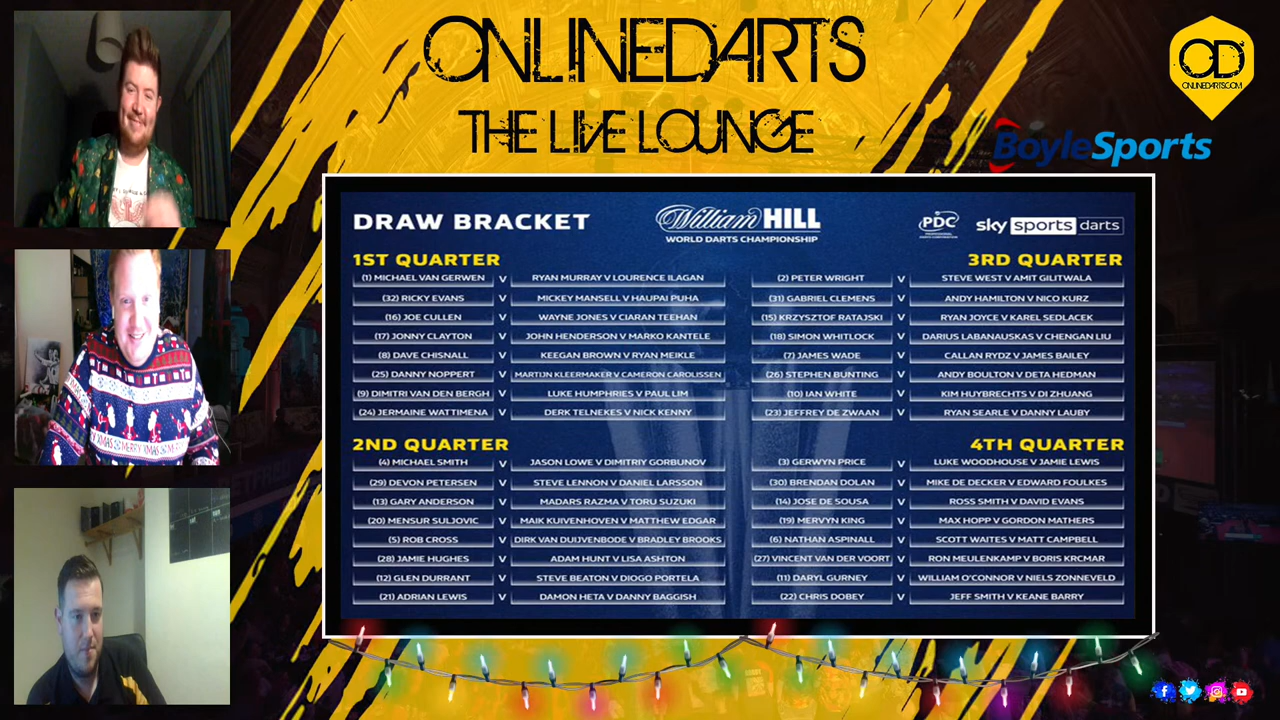 ONLINEDARTS
THE LIVE LOUNGE
OD
ONLINEDARTS.COM
BoyleSports
DRAW BRACKET
William HILL
WORLD DARTS CHAMPIONSHIP
PDC
sky sports darts
1ST QUARTER
(1) MICHAEL VAN GERWEN V RYAN MURRAY V LOURENCE ILAGAN
(32) RICKY EVANS V MICKEY MANSELL V HAUPAI PUHA
(16) JOE CULLEN V WAYNE JONES V CIARAN TEEHAN
(17) JONNY CLAYTON V JOHN HENDERSON V MARKO KANTELE
(8) DAVE CHISNALL V KEEGAN BROWN V RYAN MEIKLE
(25) DANNY NOPPERT V MARTIJN KLEERMAKER V CAMERON CAROLISSEN
(9) DIMITRI VAN DEN BERGH V LUKE HUMPHRIES V PAUL LIM
(24) JERMAINE WATTIMENA V DERK TELNEKES V NICK KENNY
3RD QUARTER
(2) PETER WRIGHT V STEVE WEST V AMIT GILITWALA
(31) GABRIEL CLEMENS V ANDY HAMILTON V NICO KURZ
(15) KRZYSZTOF RATAJSKI V RYAN JOYCE V KAREL SEDLACEK
(18) SIMON WHITLOCK V DARIUS LABANAUSKAS V CHENGAN LIU
(7) JAMES WADE V CALLAN RYDZ V JAMES BAILEY
(26) STEPHEN BUNTING V ANDY BOULTON V DETA HEDMAN
(10) IAN WHITE V KIM HUYBRECHTS V DI ZHUANG
(23) JEFFREY DE ZWAAN V RYAN SEARLE V DANNY LAUBY
2ND QUARTER
(4) MICHAEL SMITH V JASON LOWE V DIMITRIY GORBUNOV
(29) DEVON PETERSEN V STEVE LENNON V DANIEL LARSSON
(13) GARY ANDERSON V MADARS RAZMA V TORU SUZUKI
(20) MENSUR SULJOVIC V MAIK KUIVENHOVEN V MATTHEW EDGAR
(5) ROB CROSS V DIRK VAN DUIJVENBODE V BRADLEY BROOKS
(28) JAMIE HUGHES V ADAM HUNT V LISA ASHTON
(12) GLEN DURRANT V STEVE BEATON V DIOGO PORTELA
(21) ADRIAN LEWIS V DAMON HETA V DANNY BAGGISH
4TH QUARTER
(3) GERWYN PRICE V LUKE WOODHOUSE V JAMIE LEWIS
(30) BRENDAN DOLAN V MIKE DE DECKER V EDWARD FOULKES
(14) JOSE DE SOUSA V ROSS SMITH V DAVID EVANS
(19) MERVYN KING V MAX HOPP V GORDON MATHERS
(6) NATHAN ASPINALL V SCOTT WAITES V MATT CAMPBELL
(27) VINCENT VAN DER VOORT V RON MEULENKAMP V BORIS KRCMAR
(11) DARYL GURNEY V WILLIAM O'CONNOR V NIELS ZONNEVELD
(22) CHRIS DOBEY V JEFF SMITH V KEANE BARRY